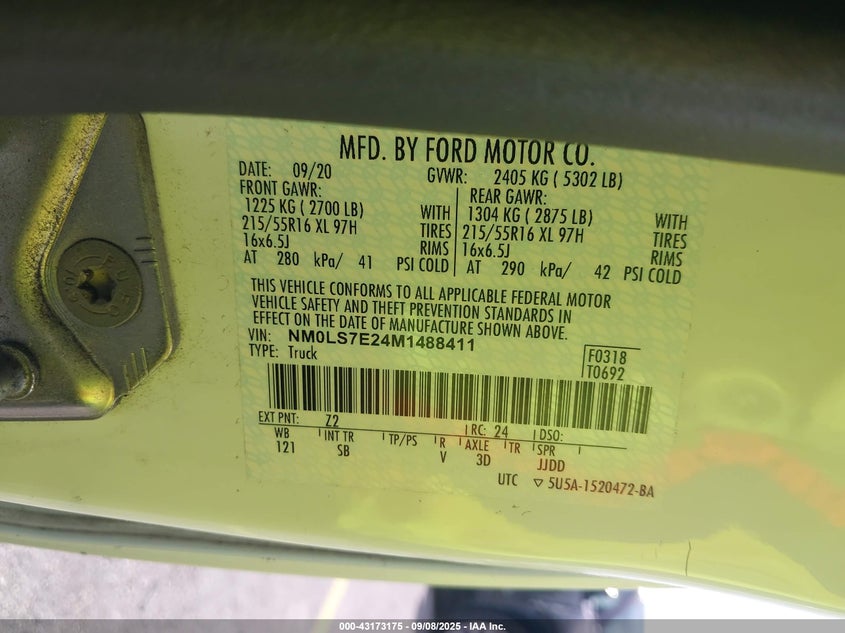 MFD. BY FORD MOTOR CO.
DATE: 09/20 GVWR: 2405 KG ( 5302 LB)
FRONT GAWR: REAR GAWR:
1225 KG ( 2700 LB) WITH 1304 KG ( 2875 LB) WITH
215/55R16 XL 97H TIRES 215/55R16 XL 97H TIRES
16x6.5J RIMS 16x6.5J RIMS
AT 280 kPa/ 41 PSI COLD AT 290 kPa/ 42 PSI COLD
THIS VEHICLE CONFORMS TO ALL APPLICABLE FEDERAL MOTOR
VEHICLE SAFETY AND THEFT PREVENTION STANDARDS IN
EFFECT ON THE DATE OF MANUFACTURE SHOWN ABOVE.
VIN: NM0LS7E24M1488411
TYPE: Truck
F0318
T0692
EXT PNT: Z2 RC: 24 DSO:
WB INT TR TP/PS R AXLE TR SPR
121 SB V 3D JJDD
UTC ▽ 5U5A-1520472-BA
000-43173175 - 09/08/2025 - IAA Inc.